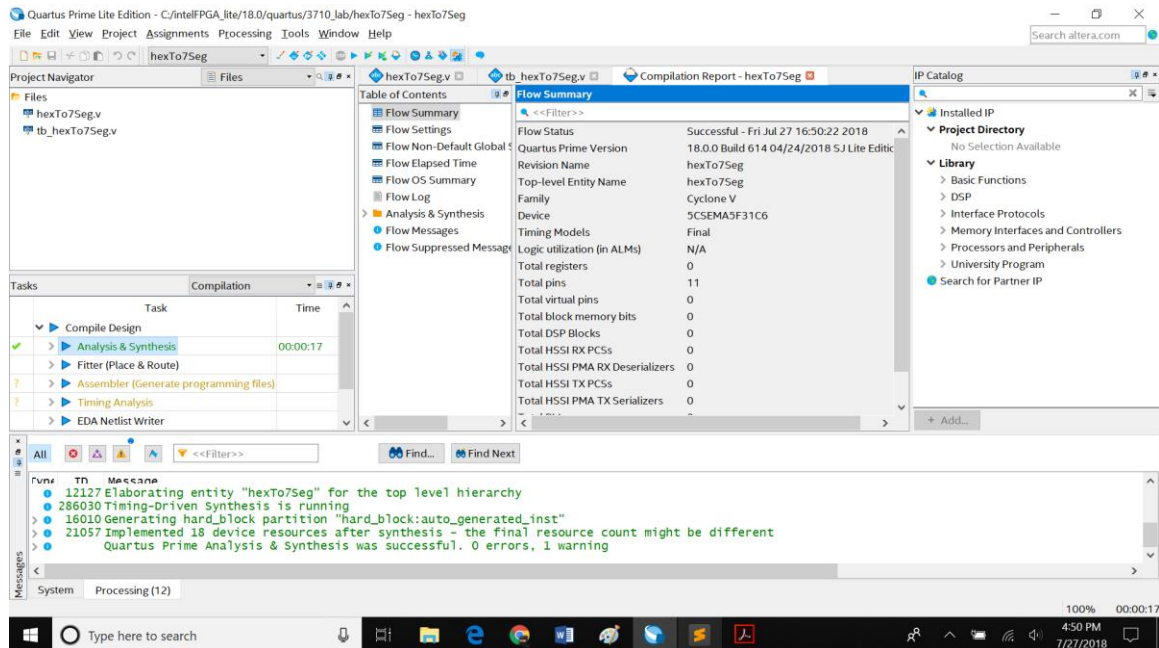 Quartus Prime Lite Edition - C:/intelFPGA_lite/18.0/quartus/3710_lab/hexTo7Seg - hexTo7Seg
File Edit View Project Assignments Processing Tools Window Help
Search altera.com
hexTo7Seg
Project Navigator
Files
Files
hexTo7Seg.v
tb_hexTo7Seg.v
Tasks
Compilation
Task Time
Compile Design
Analysis & Synthesis 00:00:17
Fitter (Place & Route)
? Assembler (Generate programming files)
? Timing Analysis
EDA Netlist Writer
hexTo7Seg.v
tb_hexTo7Seg.v
Compilation Report - hexTo7Seg
Table of Contents
Flow Summary
Flow Settings
Flow Non-Default Global S
Flow Elapsed Time
Flow OS Summary
Flow Log
Analysis & Synthesis
Flow Messages
Flow Suppressed Message
Flow Summary
<<Filter>>
Flow Status Successful - Fri Jul 27 16:50:22 2018
Quartus Prime Version 18.0.0 Build 614 04/24/2018 SJ Lite Editic
Revision Name hexTo7Seg
Top-level Entity Name hexTo7Seg
Family Cyclone V
Device 5CSEMA5F31C6
Timing Models Final
Logic utilization (in ALMs) N/A
Total registers 0
Total pins 11
Total virtual pins 0
Total block memory bits 0
Total DSP Blocks 0
Total HSSI RX PCSs 0
Total HSSI PMA RX Deserializers 0
Total HSSI TX PCSs 0
Total HSSI PMA TX Serializers 0
IP Catalog
Installed IP
Project Directory
No Selection Available
Library
Basic Functions
DSP
Interface Protocols
Memory Interfaces and Controllers
Processors and Peripherals
University Program
Search for Partner IP
+ Add...
All
<<Filter>>
Find...
Find Next
Type ID Message
12127 Elaborating entity "hexTo7Seg" for the top level hierarchy
286030 Timing-Driven Synthesis is running
16010 Generating hard_block partition "hard_block:auto_generated_inst"
21057 Implemented 18 device resources after synthesis - the final resource count might be different
Quartus Prime Analysis & Synthesis was successful. 0 errors, 1 warning
Messages
System Processing (12)
100% 00:00:17
Type here to search
4:50 PM
7/27/2018